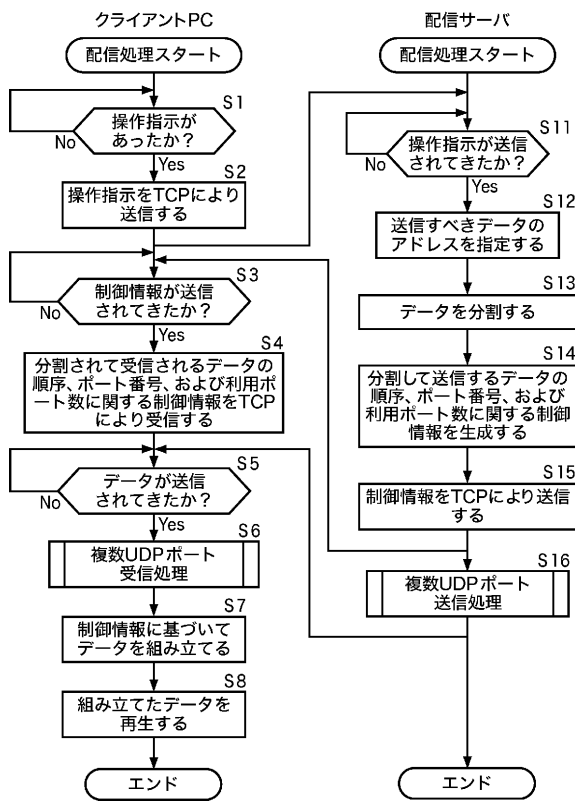 クライアントPC
配信処理スタート
S1
操作指示が
あったか？
No
Yes
S2
操作指示をTCPにより
送信する
S3
制御情報が送信
されてきたか？
No
Yes
S4
分割されて受信されるデータの
順序、ポート番号、および利用ポ
ート数に関する制御情報をTCP
により受信する
S5
データが送信
されてきたか？
No
Yes
S6
複数UDPポート
受信処理
S7
制御情報に基づいて
データを組み立てる
S8
組み立てたデータを
再生する
エンド
配信サーバ
配信処理スタート
S11
操作指示が送信
されてきたか？
No
Yes
S12
送信すべきデータの
アドレスを指定する
S13
データを分割する
S14
分割して送信するデータの
順序、ポート番号、および
利用ポート数に関する制御
情報を生成する
S15
制御情報をTCPにより送信
する
S16
複数UDPポート
送信処理
エンド